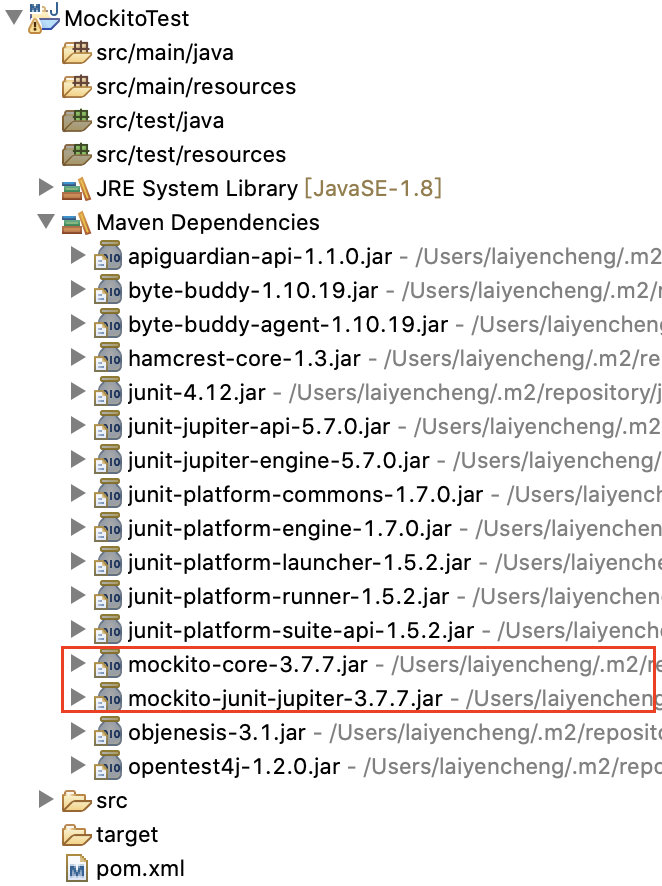 MockitoTest
src/main/java
src/main/resources
src/test/java
src/test/resources
JRE System Library [JavaSE-1.8]
Maven Dependencies
apiguardian-api-1.1.0.jar - /Users/laiyencheng/.m2
byte-buddy-1.10.19.jar - /Users/laiyencheng/.m2/r
byte-buddy-agent-1.10.19.jar - /Users/laiyencheng
hamcrest-core-1.3.jar - /Users/laiyencheng/.m2/re
junit-4.12.jar - /Users/laiyencheng/.m2/repository/j
junit-jupiter-api-5.7.0.jar - /Users/laiyencheng/.m2
junit-jupiter-engine-5.7.0.jar - /Users/laiyencheng/
junit-platform-commons-1.7.0.jar - /Users/laiyench
junit-platform-engine-1.7.0.jar - /Users/laiyencheng
junit-platform-launcher-1.5.2.jar - /Users/laiyenche
junit-platform-runner-1.5.2.jar - /Users/laiyencheng
junit-platform-suite-api-1.5.2.jar - /Users/laiyench
mockito-core-3.7.7.jar - /Users/laiyencheng/.m2/re
mockito-junit-jupiter-3.7.7.jar - /Users/laiyencheng
objenesis-3.1.jar - /Users/laiyencheng/.m2/reposito
opentest4j-1.2.0.jar - /Users/laiyencheng/.m2/repo
src
target
pom.xml